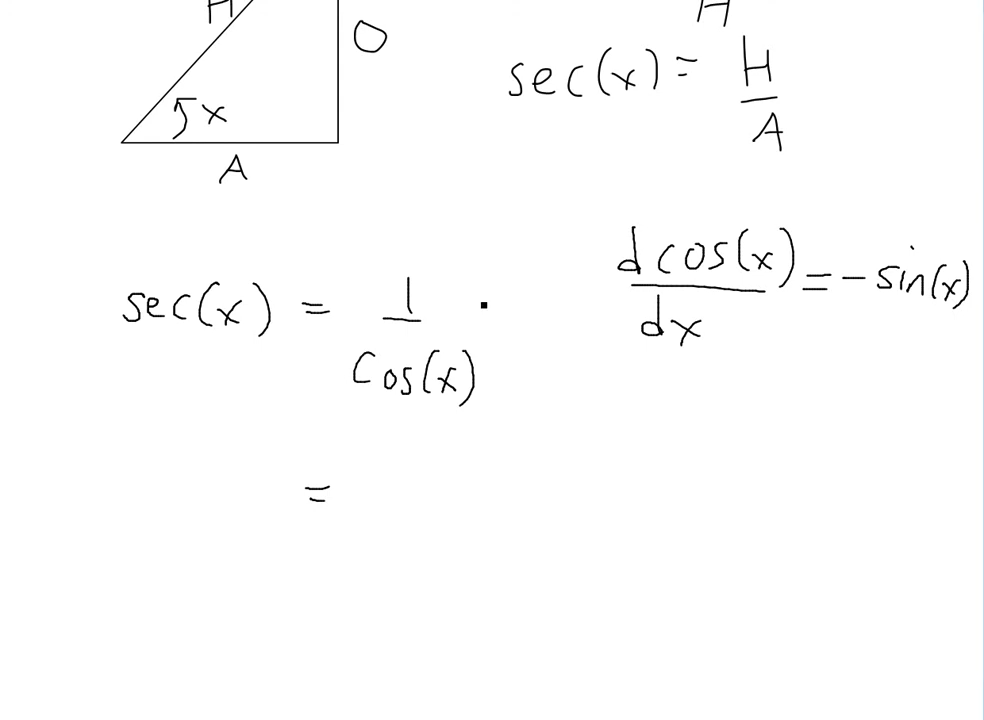 H
O
H
sec(x) = H/A
x
A
d cos(x)/dx = - sin(x)
sec(x) = 1/cos(x) ·
=